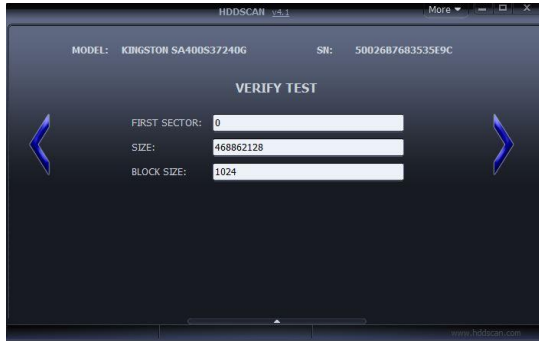 HDDSCAN v4.1 More
MODEL: KINGSTON SA400S37240G SN: 50026B7683535E9C
VERIFY TEST
FIRST SECTOR: 0
SIZE: 468862128
BLOCK SIZE: 1024
www.hddscan.com